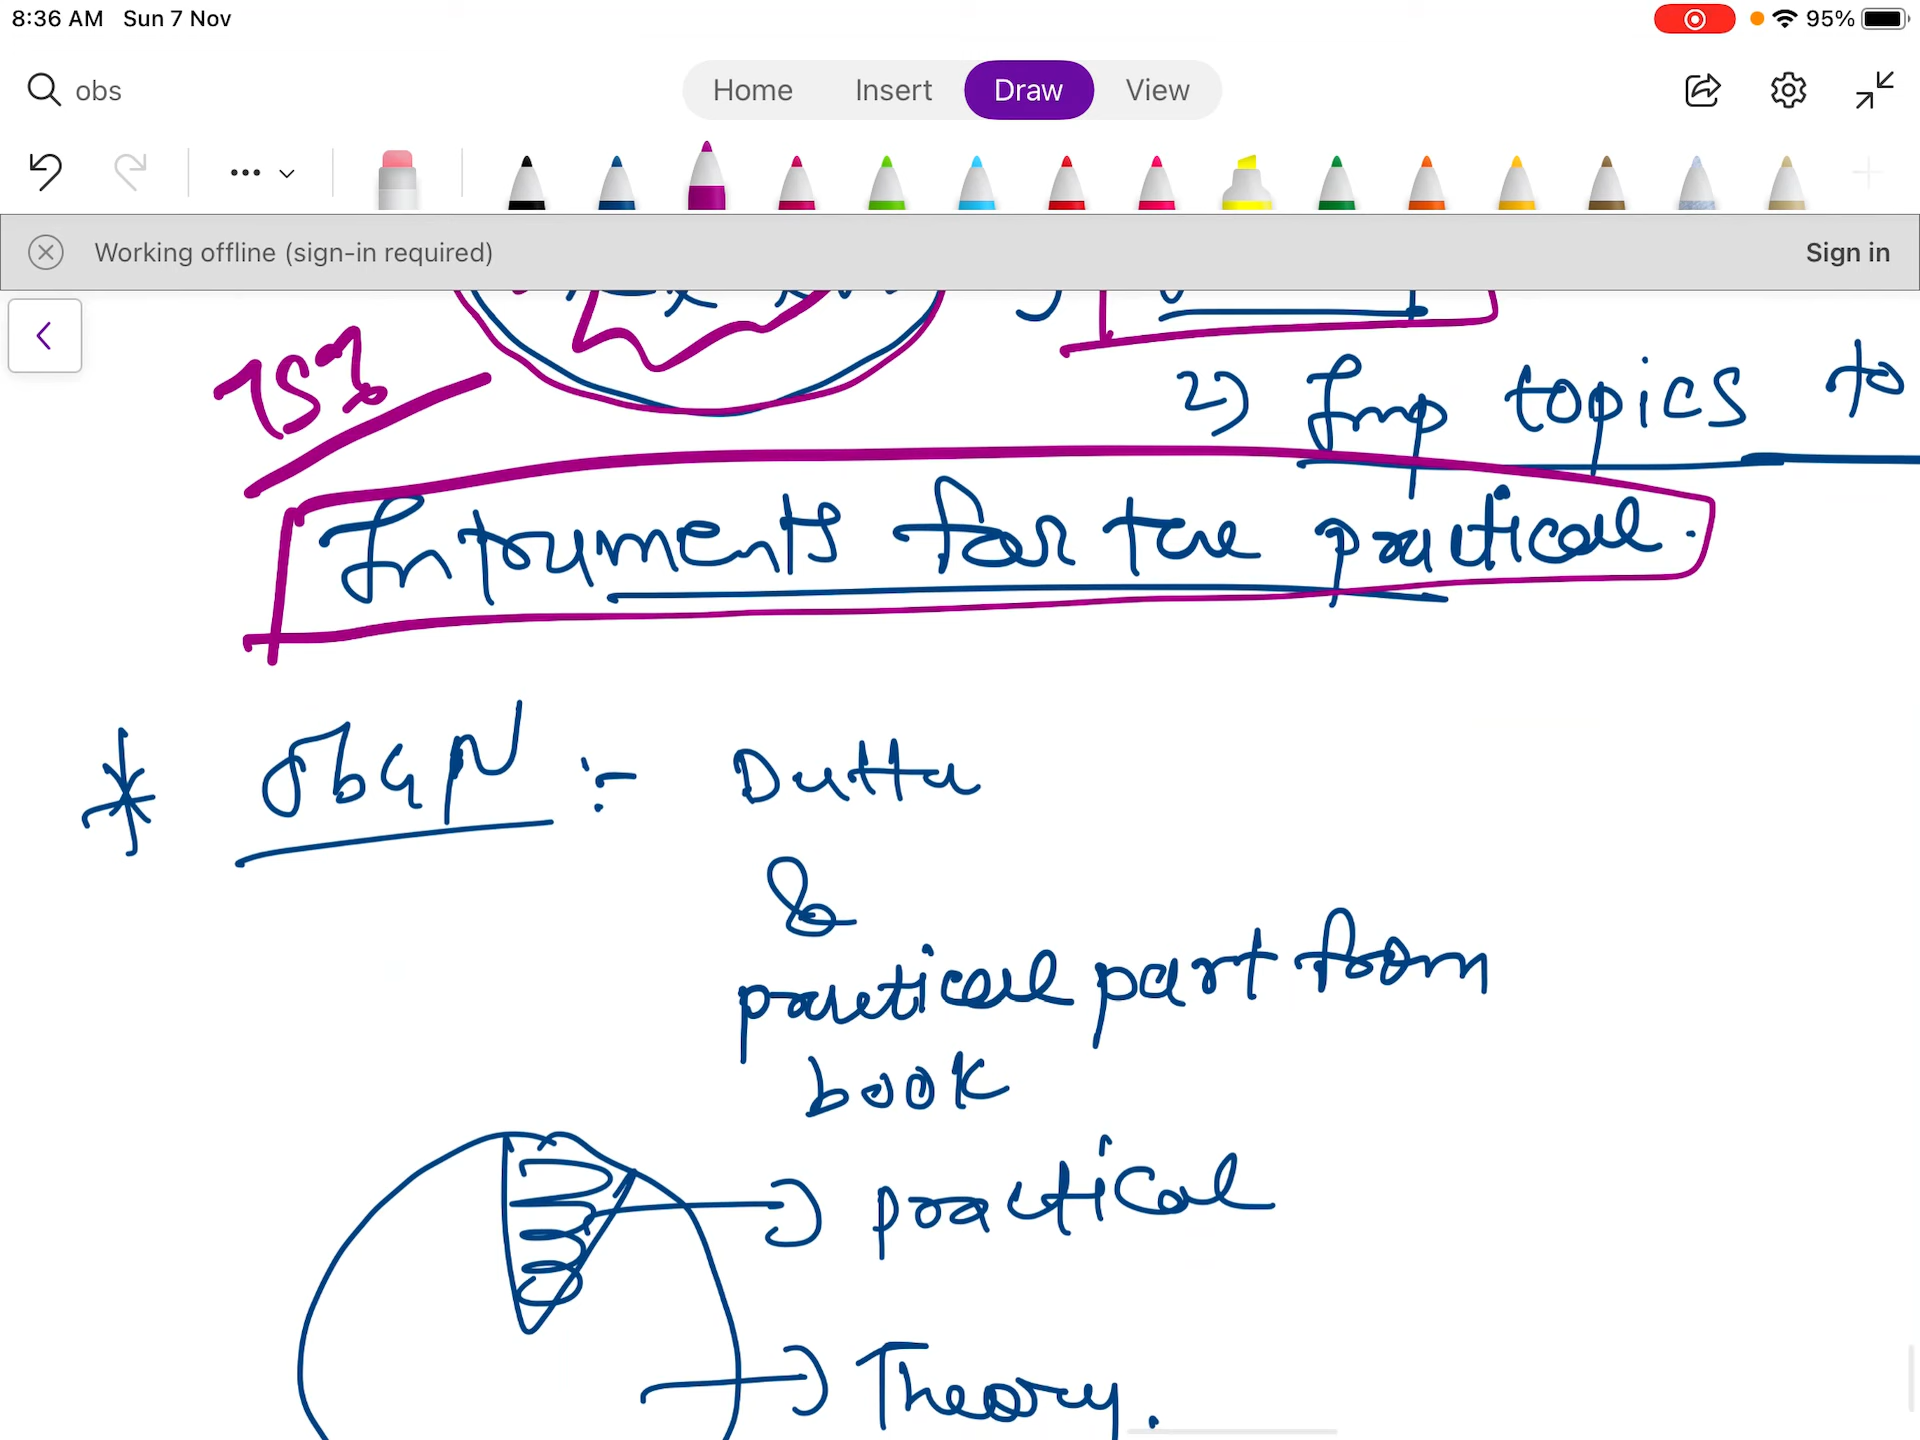 8:36 AM Sun 7 Nov 95%
obs Home Insert Draw View
Working offline (sign-in required) Sign in
75%
2) Imp topics to
Intruments for the practical.
* ObGN :- Dutta
&
practical part from
book
practical
Theory.